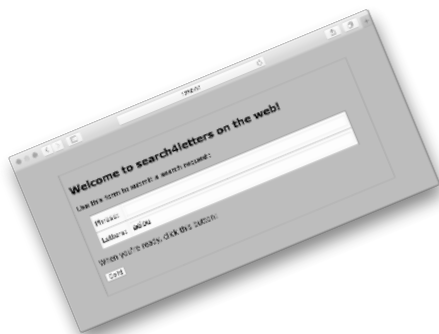 Welcome to search4letters on the web!
Use this form to submit a search request:
Phrase:
Letters: aeiou
When you're ready, click this button:
Do it!